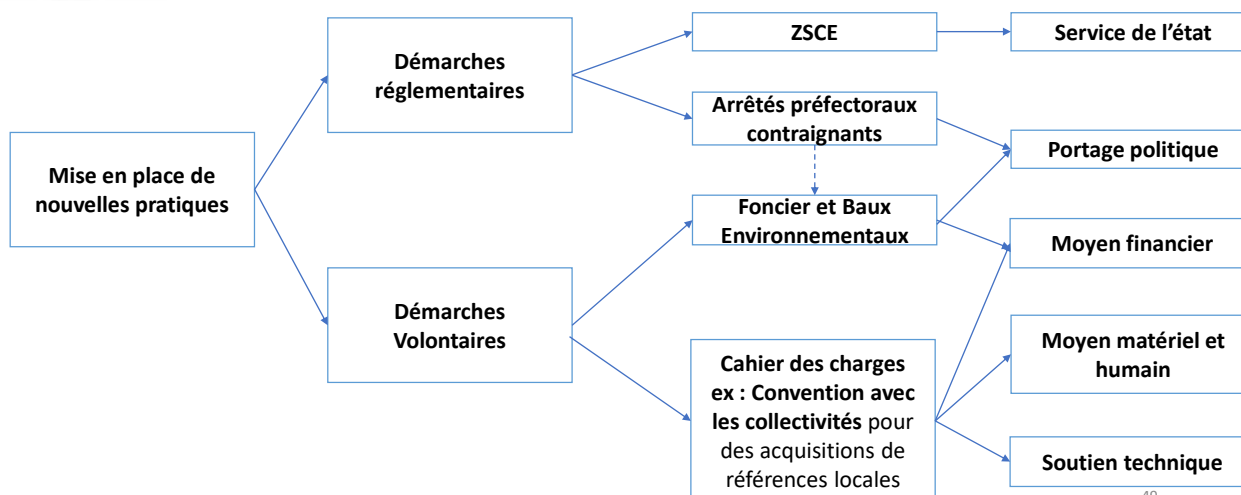 Mise en place de
nouvelles pratiques
Démarches
réglementaires
Démarches
Volontaires
ZSCE
Arrêtés préfectoraux
contraignants
Foncier et Baux
Environnementaux
Cahier des charges
ex : Convention avec
les collectivités pour
des acquisitions de
références locales
Service de l’état
Portage politique
Moyen financier
Moyen matériel et
humain
Soutien technique